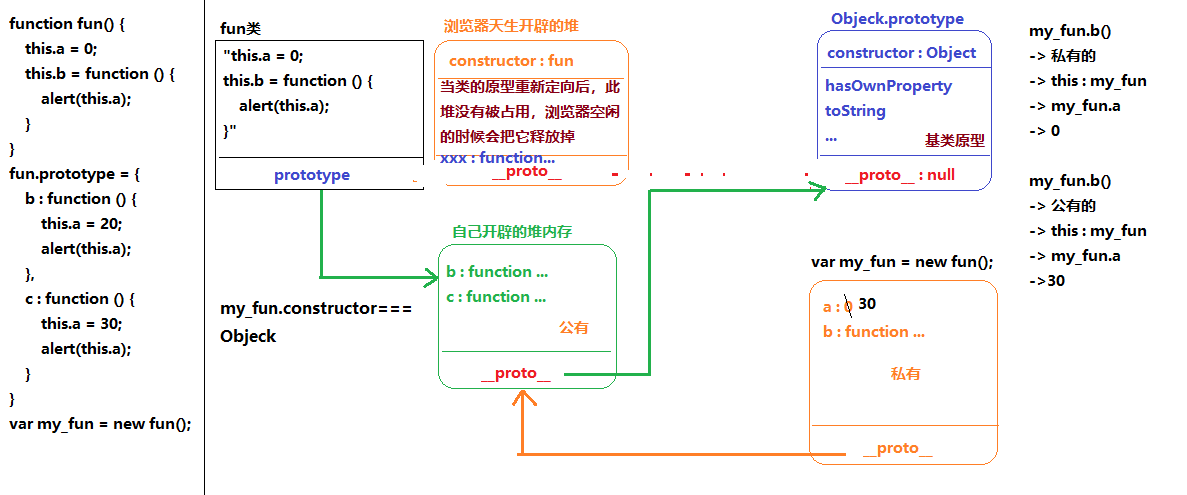 function fun() {
this.a = 0;
this.b = function () {
alert(this.a);
}
}
fun.prototype = {
b : function () {
this.a = 20;
alert(this.a);
},
c : function () {
this.a = 30;
alert(this.a);
}
}
var my_fun = new fun();
fun类
"this.a = 0;
this.b = function () {
alert(this.a);
}"
prototype
浏览器天生开辟的堆
constructor : fun
当类的原型重新定向后，此
堆没有被占用，浏览器空闲
的时候会把它释放掉
xxx : function...
__proto__
Objeck.prototype
constructor : Object
hasOwnProperty
toString
...
基类原型
__proto__ : null
自己开辟的堆内存
b : function ...
c : function ...
公有
__proto__
my_fun.constructor===
Objeck
var my_fun = new fun();
a : 0 30
b : function ...
私有
__proto__
my_fun.b()
-> 私有的
-> this : my_fun
-> my_fun.a
-> 0
my_fun.b()
-> 公有的
-> this : my_fun
-> my_fun.a
->30